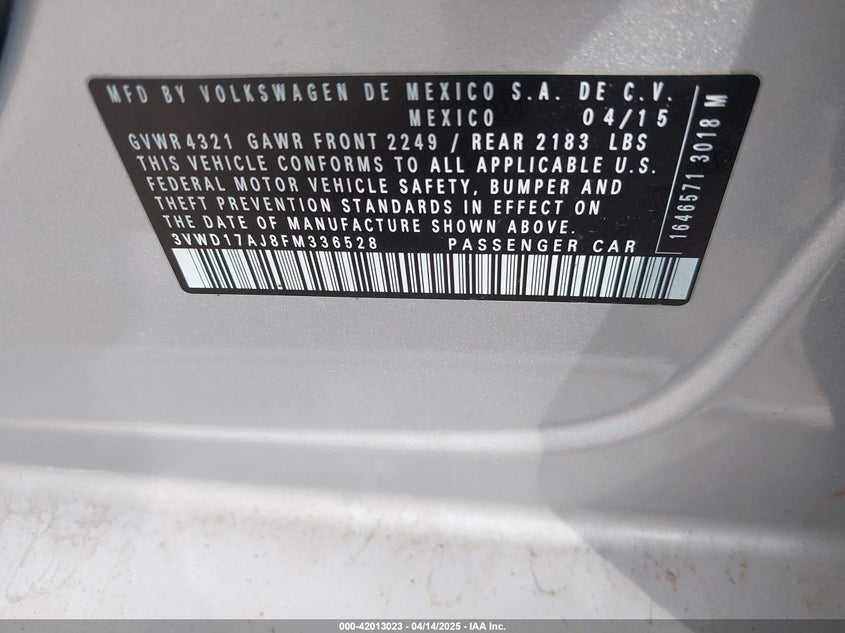 MFD BY VOLKSWAGEN DE MEXICO S.A. DE C.V.
MEXICO 04/15
GVWR 4321 GAWR FRONT 2249 / REAR 2183 LBS
THIS VEHICLE CONFORMS TO ALL APPLICABLE U.S.
FEDERAL MOTOR VEHICLE SAFETY, BUMPER AND
THEFT PREVENTION STANDARDS IN EFFECT ON
THE DATE OF MANUFACTURE SHOWN ABOVE.
3VWD17AJ8FM336528 PASSENGER CAR
1646571 3018 M
000-42013023 - 04/14/2025 - IAA Inc.